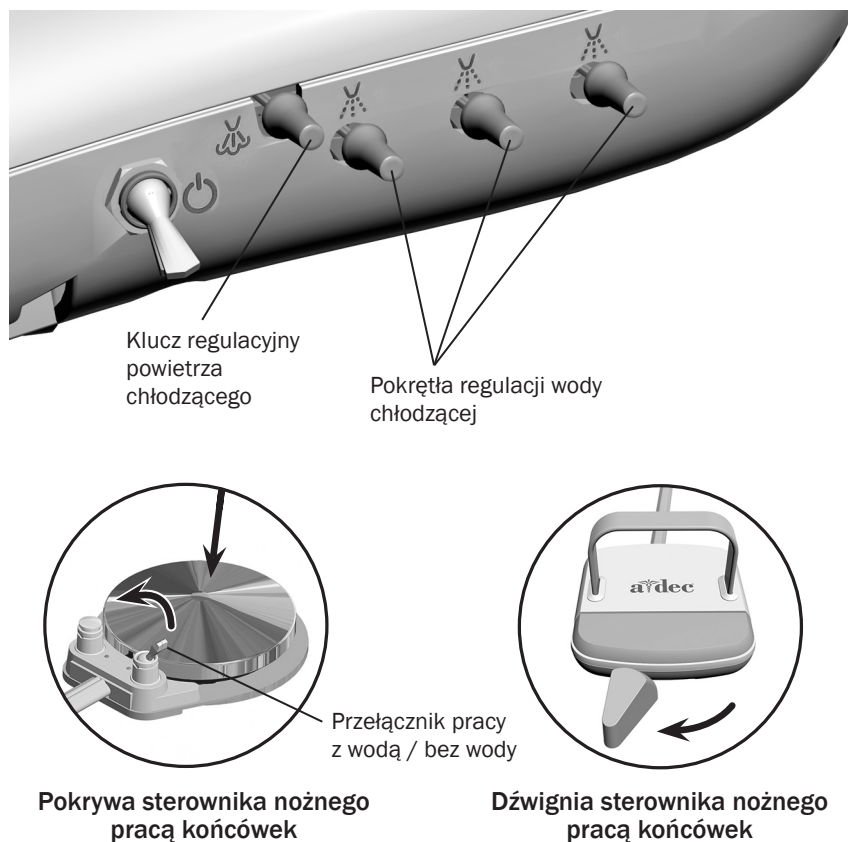 Klucz regulacyjny
powietrza
chłodzącego
Pokrętła regulacji wody
chłodzącej
a dec
Przełącznik pracy
z wodą / bez wody
Pokrywa sterownika nożnego
pracą końcówek
Dźwignia sterownika nożnego
pracą końcówek